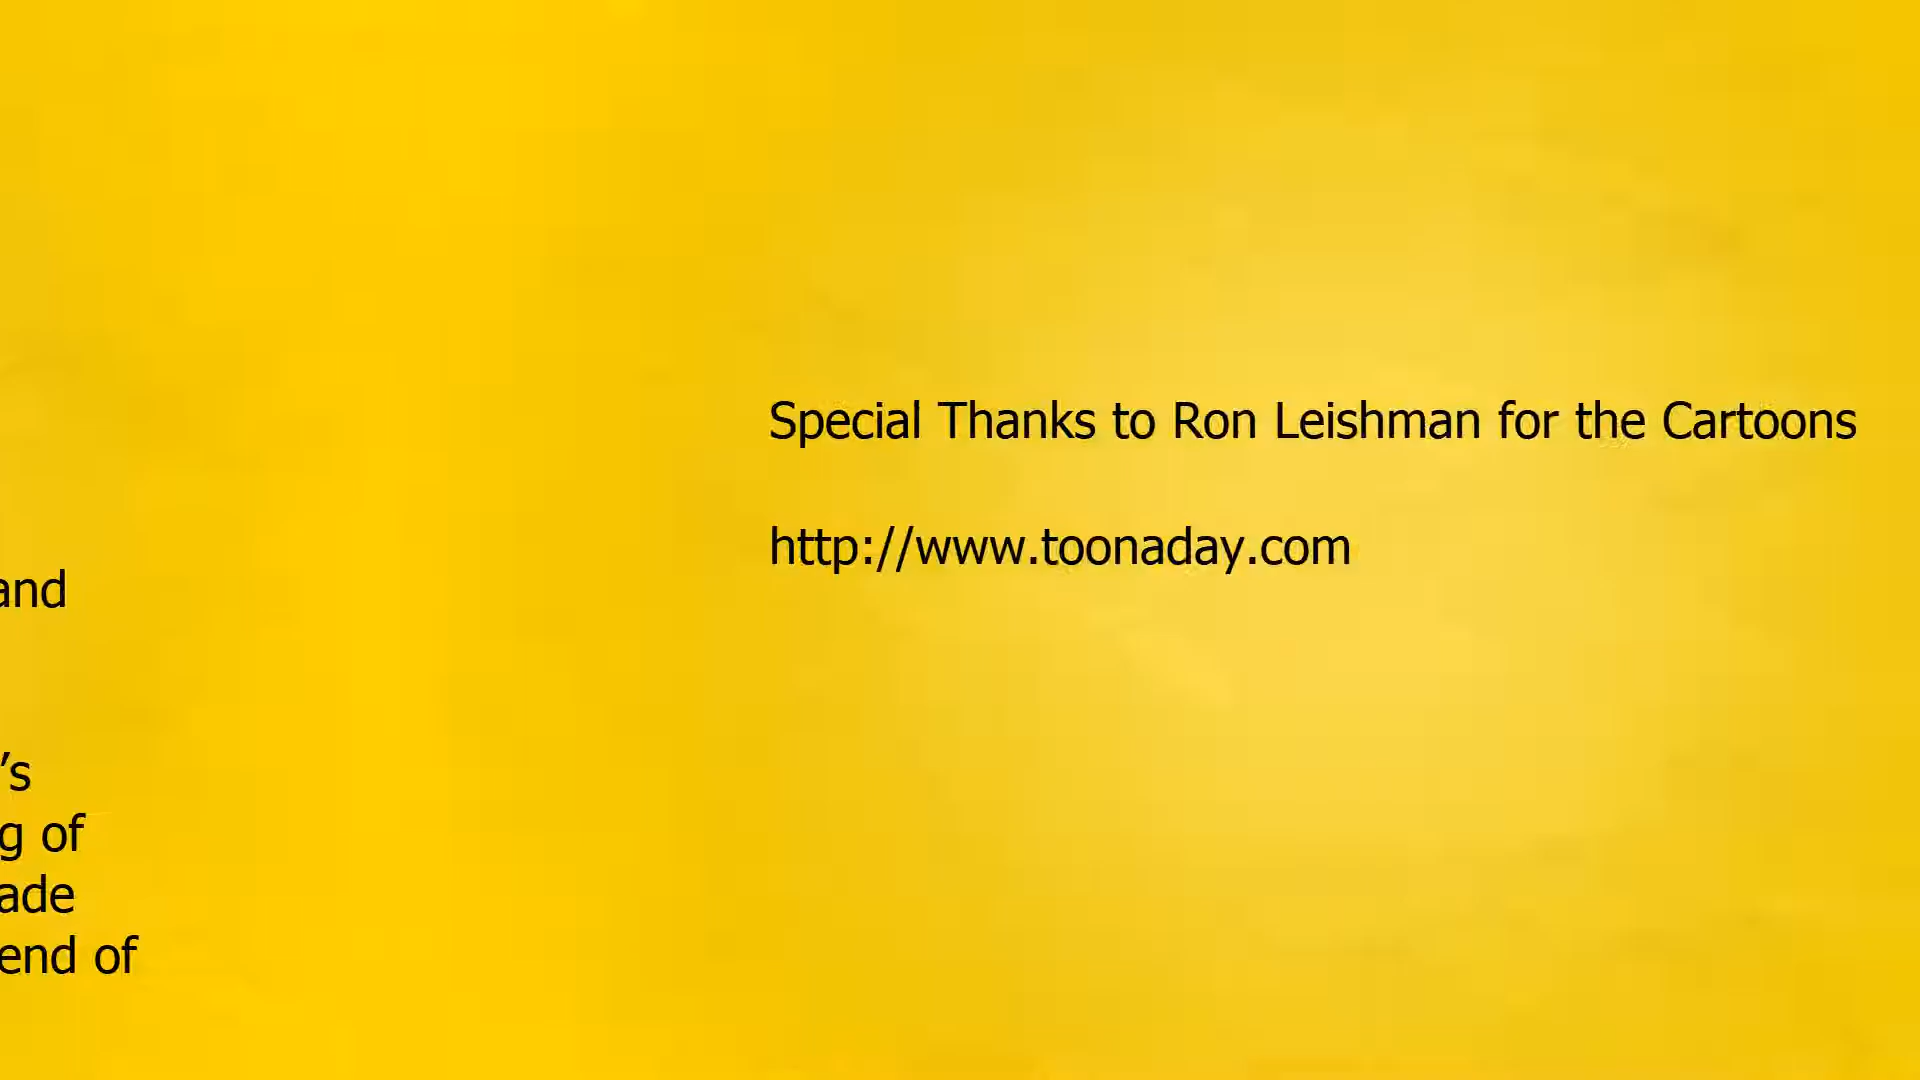 Special Thanks to Ron Leishman for the Cartoons
http://www.toonaday.com
and
’s
g of
ade
end of